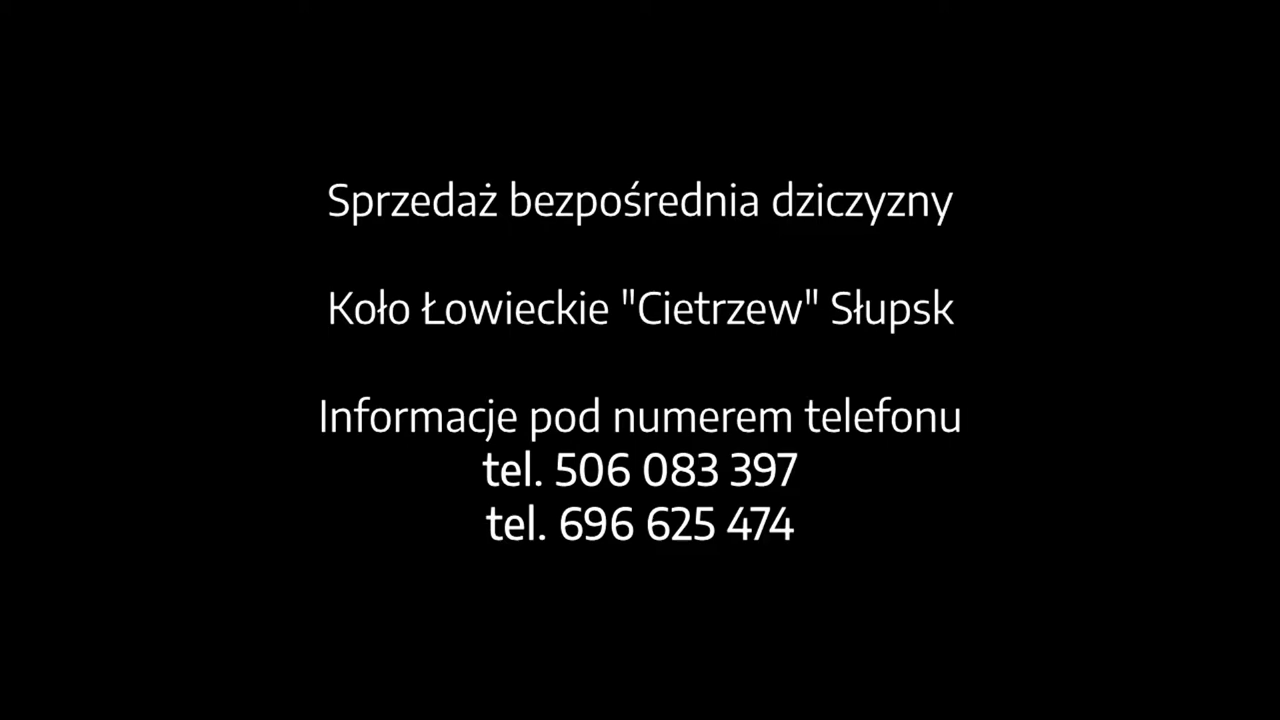 Sprzedaż bezpośrednia dziczyzny
Koło Łowieckie "Cietrzew" Słupsk
Informacje pod numerem telefonu
tel. 506 083 397
tel. 696 625 474